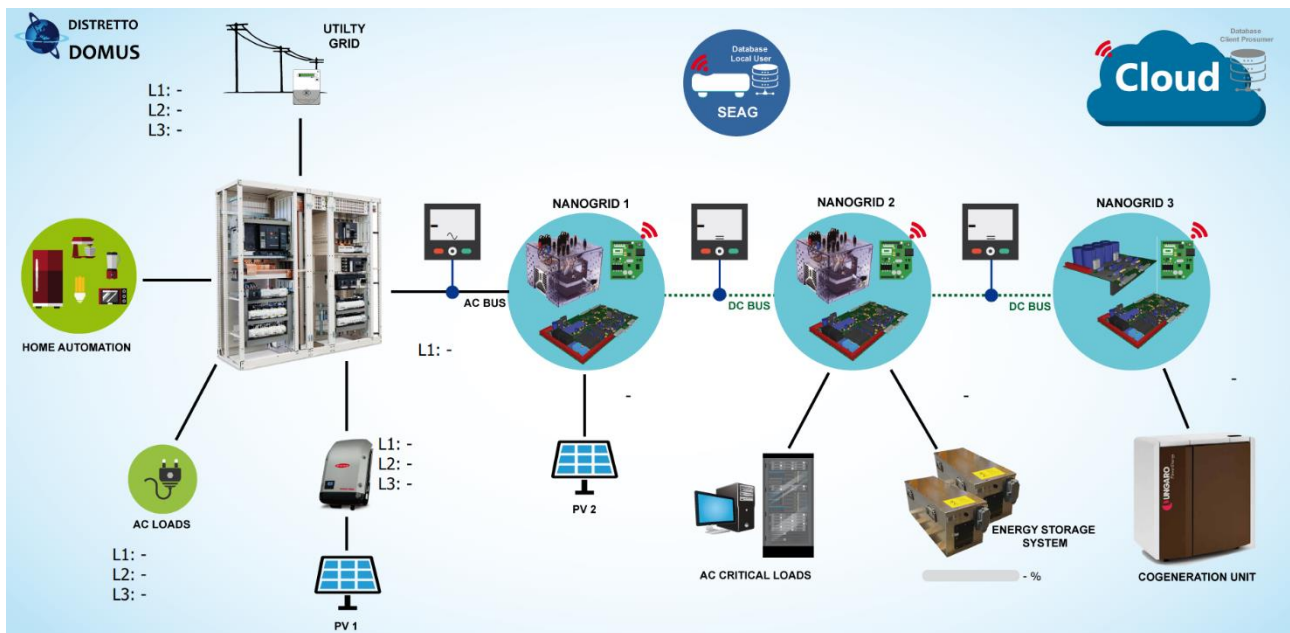 DISTRETTO
DOMUS
UTILTY
GRID
L1: -
L2: -
L3: -
Database
Local User
SEAG
Database
Client Prosumer
Cloud
NANOGRID 1
NANOGRID 2
NANOGRID 3
HOME AUTOMATION
AC BUS
DC BUS
DC BUS
L1: -
-
-
-
L1: -
L2: -
L3: -
AC LOADS
L1: -
L2: -
L3: -
PV 1
PV 2
AC CRITICAL LOADS
ENERGY STORAGE
SYSTEM
- %
UNGARO
COGENERATION UNIT